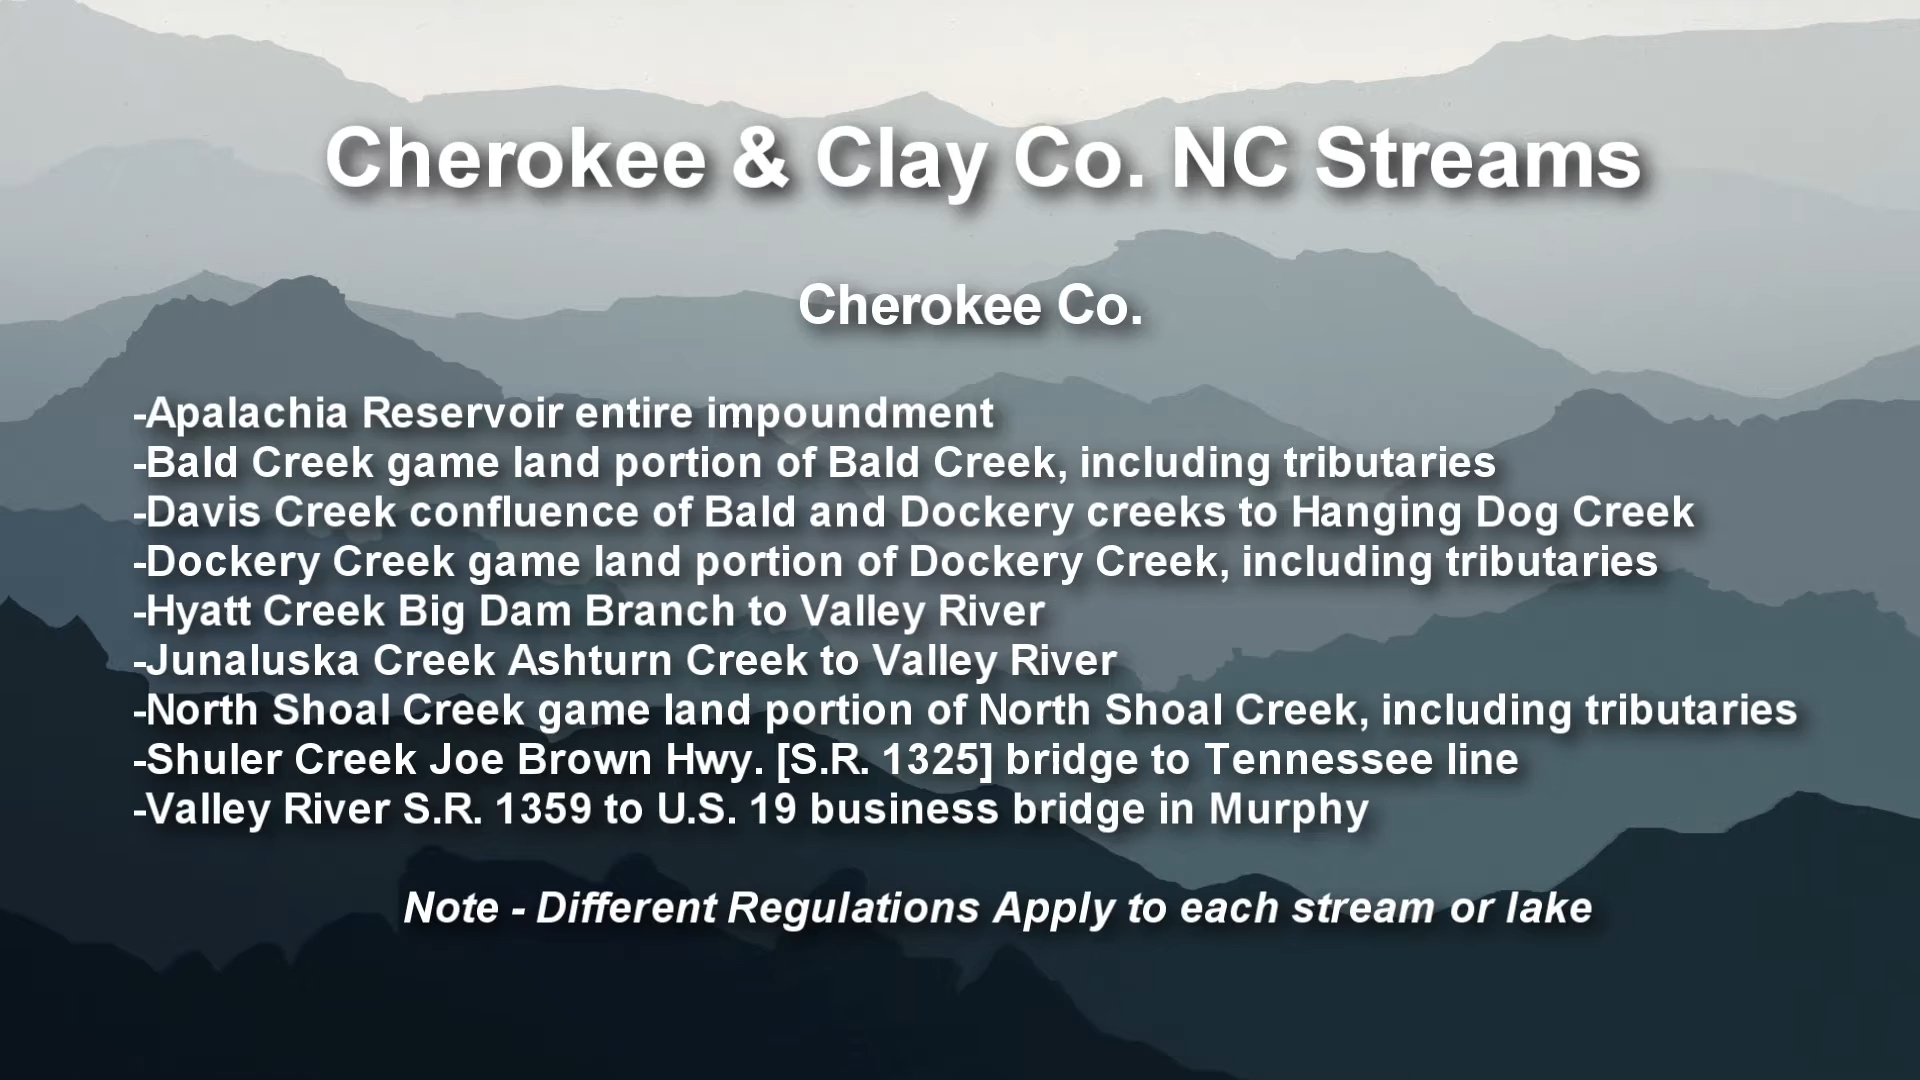 Cherokee & Clay Co. NC Streams
Cherokee Co.
-Apalachia Reservoir entire impoundment
-Bald Creek game land portion of Bald Creek, including tributaries
-Davis Creek confluence of Bald and Dockery creeks to Hanging Dog Creek
-Dockery Creek game land portion of Dockery Creek, including tributaries
-Hyatt Creek Big Dam Branch to Valley River
-Junaluska Creek Ashturn Creek to Valley River
-North Shoal Creek game land portion of North Shoal Creek, including tributaries
-Shuler Creek Joe Brown Hwy. [S.R. 1325] bridge to Tennessee line
-Valley River S.R. 1359 to U.S. 19 business bridge in Murphy
Note - Different Regulations Apply to each stream or lake